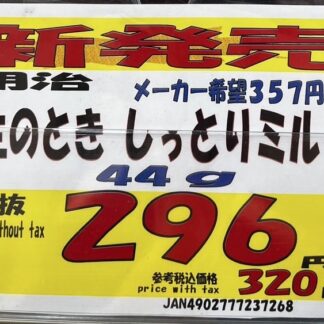 新発売
明治
メーカー希望357円
生のとき しっとりミル
44g
抜
without tax
296
円
参考税込価格
price with tax
320
JAN4902777237268